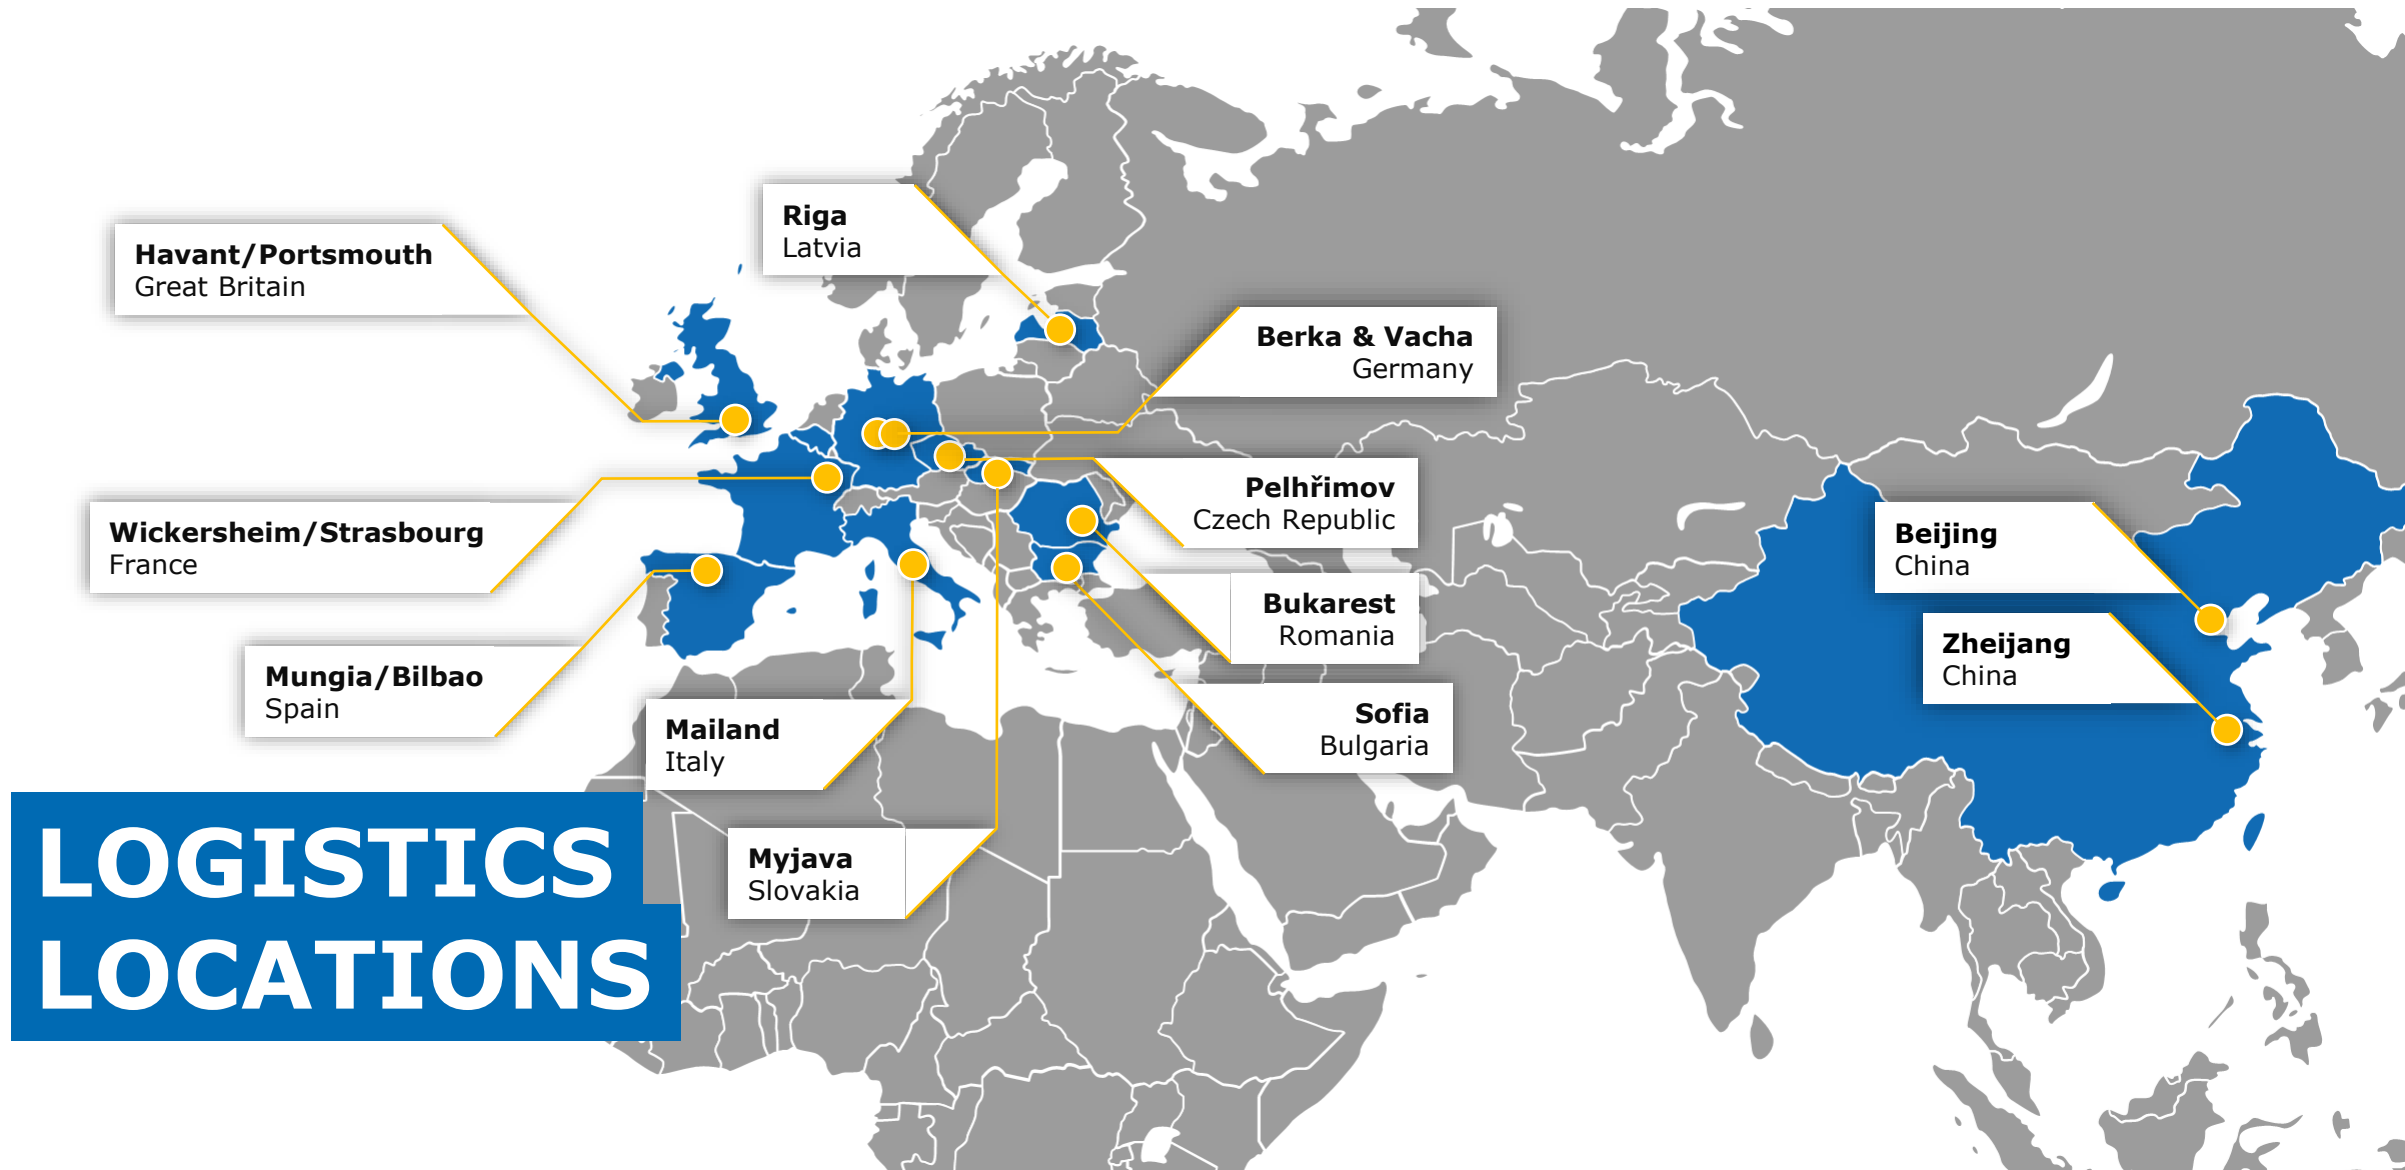 Riga
Latvia
Havant/Portsmouth
Great Britain
Berka & Vacha
Germany
Pelhřimov
Czech Republic
Wickersheim/Strasbourg
France
Beijing
China
Bukarest
Romania
Zheijang
China
Mungia/Bilbao
Spain
Sofia
Bulgaria
Mailand
Italy
Myjava
Slovakia
LOGISTICS
LOCATIONS